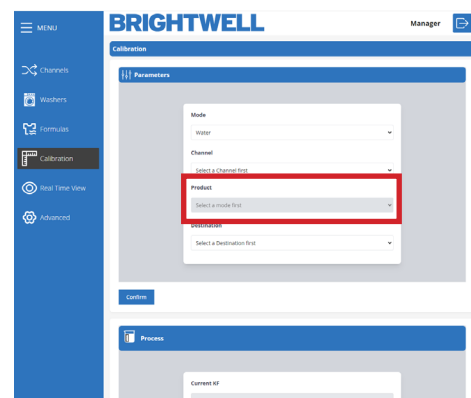 MENU
BRIGHTWELL
Manager
Calibration
Channels
Parameters
Washers
Mode
Water
Formulas
Channel
Calibration
Select a Channel first
Product
Real Time View
Select a mode first
Advanced
Destination
Select a Destination first
Confirm
Process
Current KF